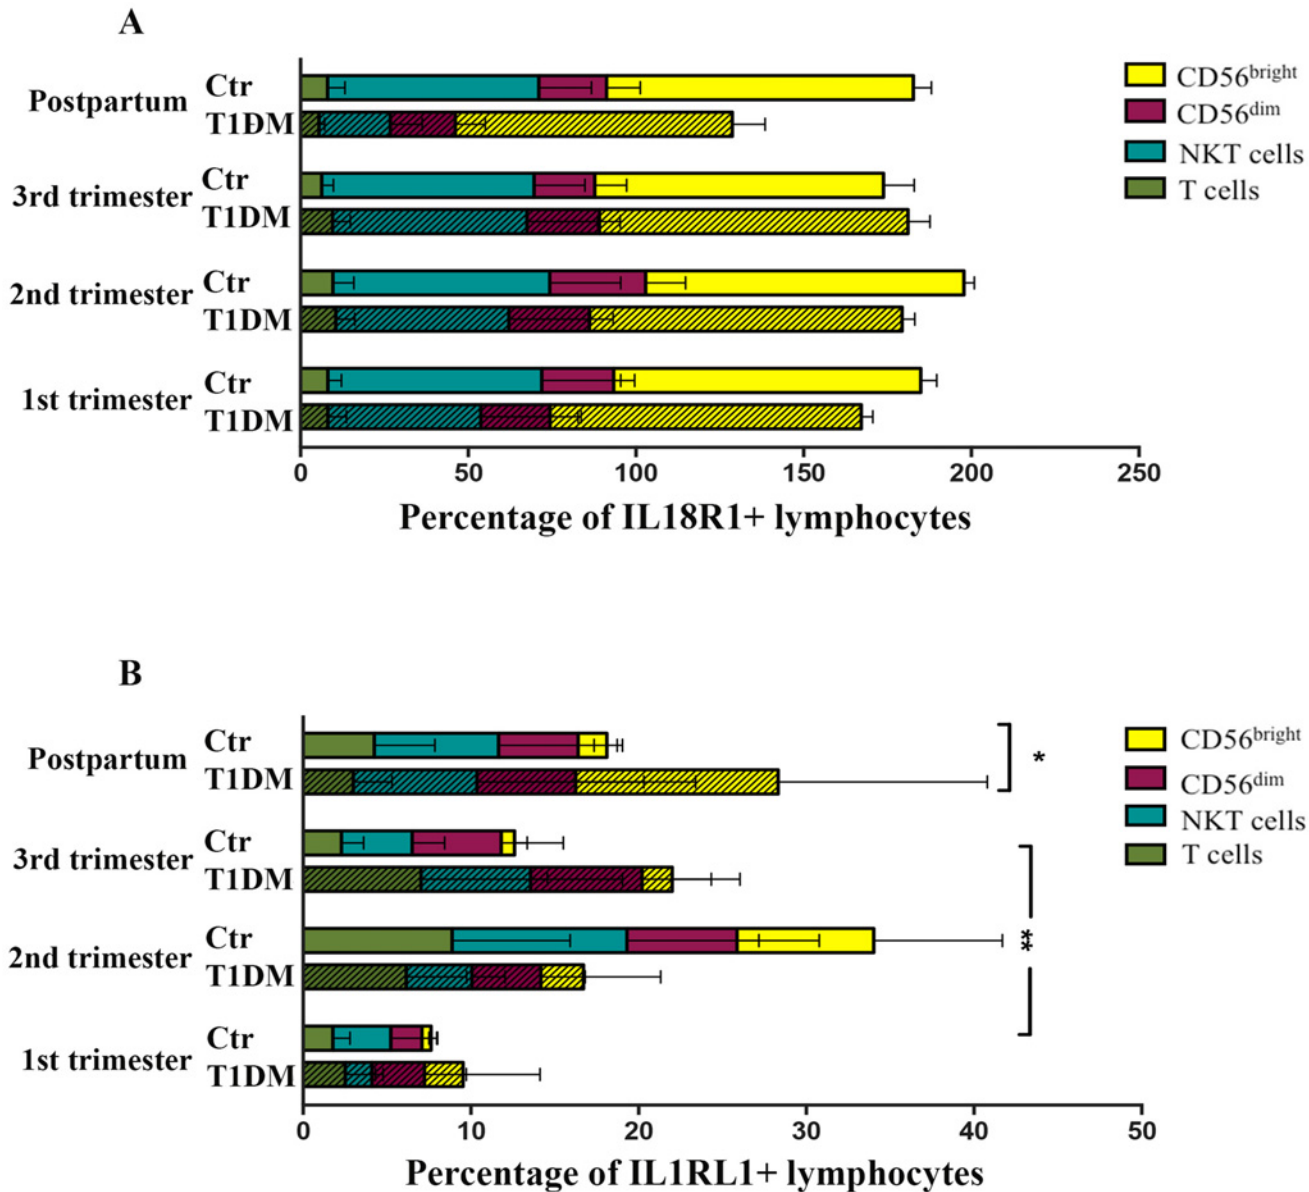 A
Postpartum
Ctr
T1DM
3rd trimester
Ctr
T1DM
2nd trimester
Ctr
T1DM
1st trimester
Ctr
T1DM
0 50 100 150 200 250
Percentage of IL18R1+ lymphocytes
CD56bright
CD56dim
NKT cells
T cells
B
Postpartum
Ctr
T1DM
*
3rd trimester
Ctr
T1DM
2nd trimester
Ctr
T1DM
**
1st trimester
Ctr
T1DM
0 10 20 30 40 50
Percentage of IL1RL1+ lymphocytes
CD56bright
CD56dim
NKT cells
T cells